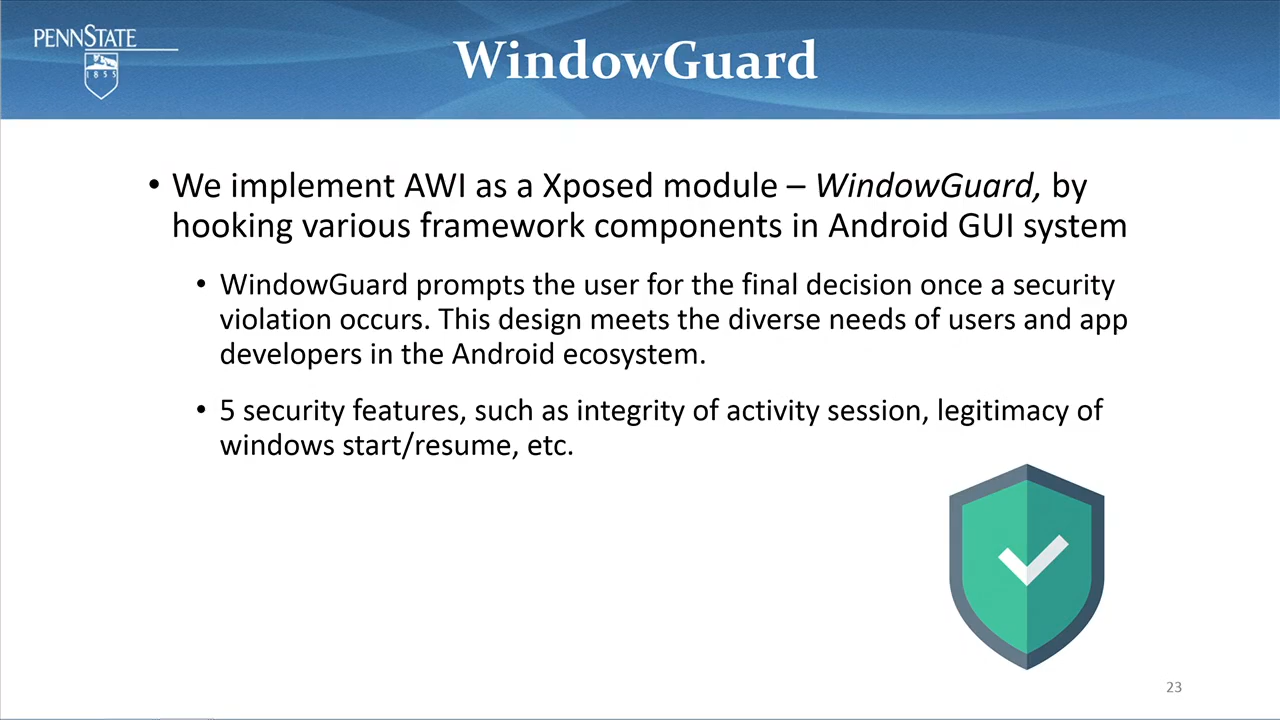 PENNSTATE
1855
WindowGuard
• We implement AWI as a Xposed module – WindowGuard, by
hooking various framework components in Android GUI system
• WindowGuard prompts the user for the final decision once a security
violation occurs. This design meets the diverse needs of users and app
developers in the Android ecosystem.
• 5 security features, such as integrity of activity session, legitimacy of
windows start/resume, etc.
23